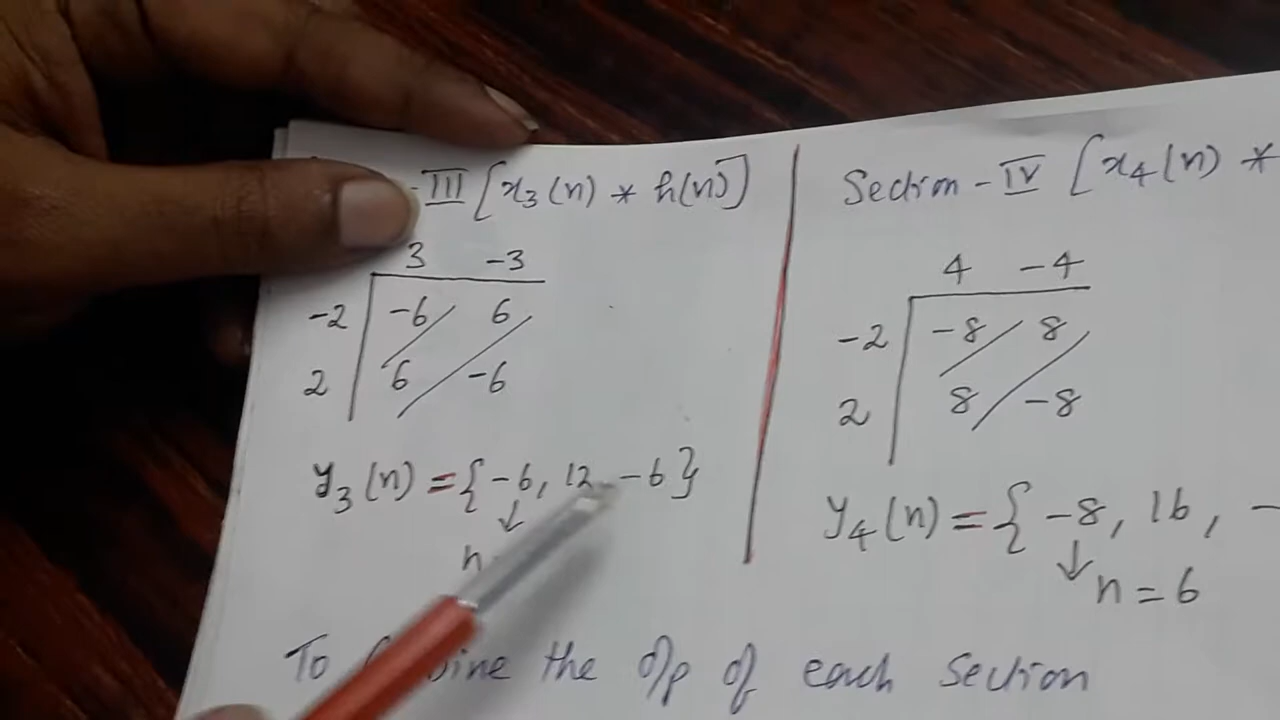 -III [x3(n) * h(n)]
3 -3
-2 -6 6
2 6 -6
y3(n) = {-6, 12, -6}
↓
n
Section - IV [x4(n) *
4 -4
-2 -8 8
2 8 -8
y4(n) = {-8, 16, -
↓
n = 6
To the o/p of each Section